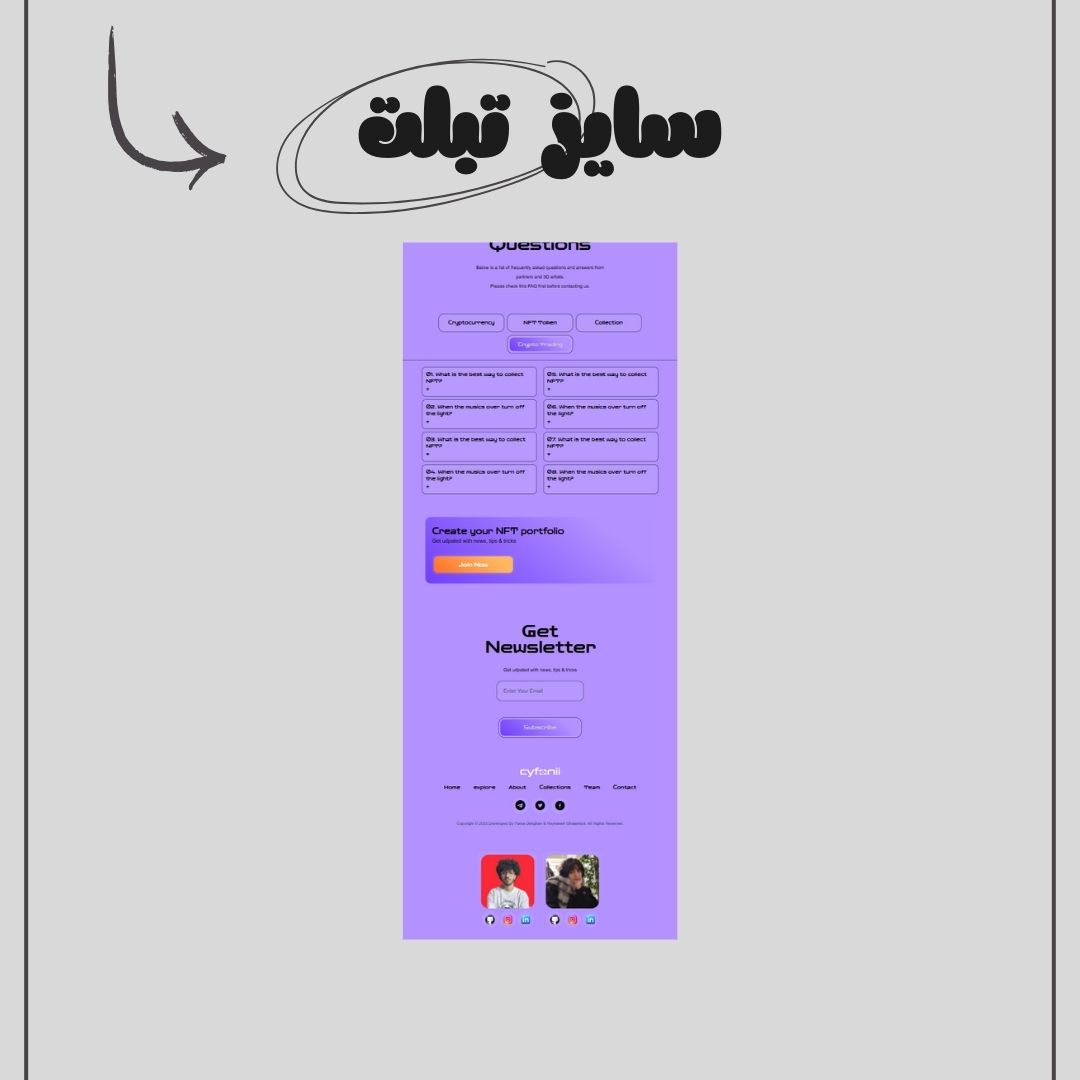 سایز تبلت
Questions
Below is a list of frequently asked questions and answers from
partners and 3D artists.
Please check this FAQ first before contacting us.
Cryptocurrency
NFT Token
Collection
Crypto Trading
01. What is the best way to collect
NFT?
+
05. What is the best way to collect
NFT?
+
02. When the musics over turn off
the light?
+
06. When the musics over turn off
the light?
+
03. What is the best way to collect
NFT?
+
07. What is the best way to collect
NFT?
+
04. When the musics over turn off
the light?
+
08. When the musics over turn off
the light?
+
Create your NFT portfolio
Get udpated with news, tips & tricks
Join Now
Get
Newsletter
Get udpated with news, tips & tricks
Enter Your Email
Subscribe
cyfonii
Home explore About Collections Team Contact
All Rights Reserved.